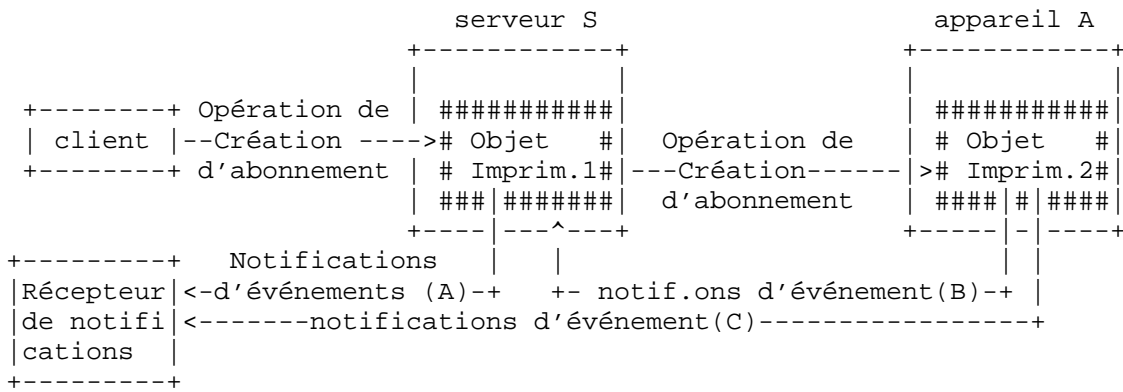 serveur S appareil A
Opération de ###########| | ###########|
| client |--Création ----># Objet #| Opération de | # Objet #|
d'abonnement | # Imprim.1#|---Création------|># Imprim.2#|
| ###|#######| d'abonnement | ####|#|####|
Notifications
|Récepteur|<-d'événements (A)-+ +- notif.ons d'événement(B)-+ |
|de notifi|<-------notifications d'événement(C)-----------------+
|cations |